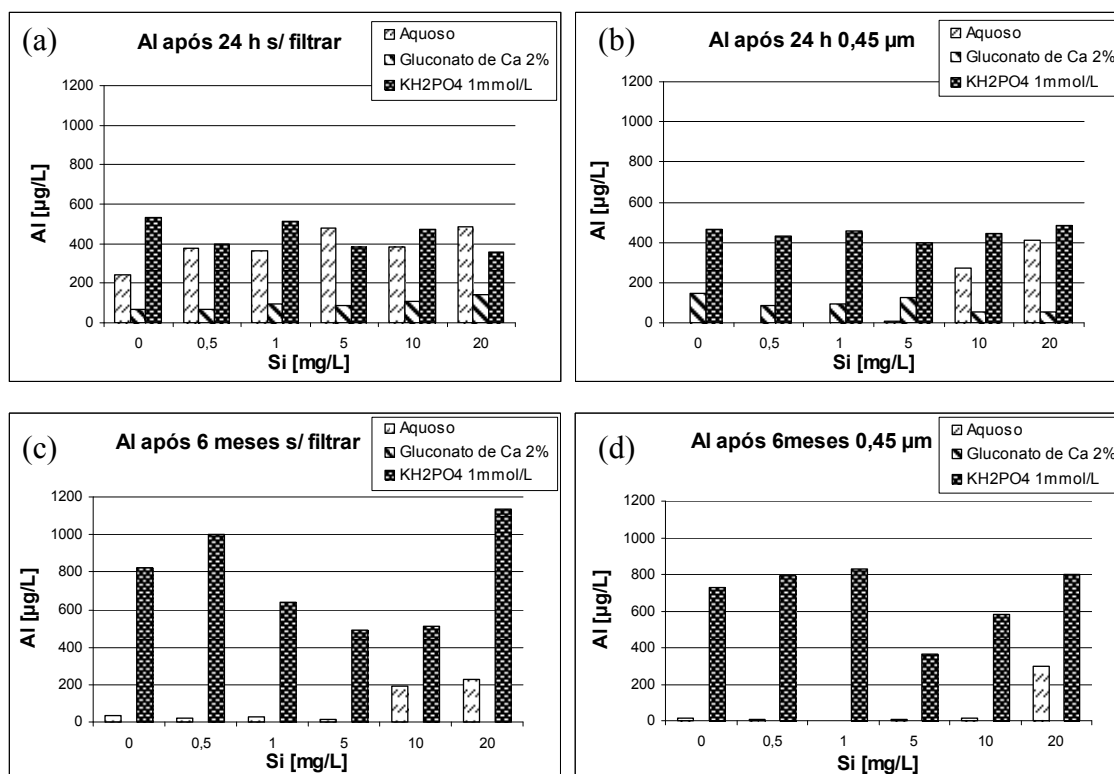 (a)
Al após 24 h s/ filtrar
Aquoso
Gluconato de Ca 2%
KH2PO4 1mmol/L
Al [µg/L]
1200
1000
800
600
400
200
0
0 0,5 1 5 10 20
Si [mg/L]
(b)
Al após 24 h 0,45 µm
Aquoso
Gluconato de Ca 2%
KH2PO4 1mmol/L
Al [µg/L]
1200
1000
800
600
400
200
0
0 0,5 1 5 10 20
Si [mg/L]
(c)
Al após 6 meses s/ filtrar
Aquoso
Gluconato de Ca 2%
KH2PO4 1mmol/L
Al [µg/L]
1200
1000
800
600
400
200
0
0 0,5 1 5 10 20
Si [mg/L]
(d)
Al após 6meses 0,45 µm
Aquoso
Gluconato de Ca 2%
KH2PO4 1mmol/L
Al [µg/L]
1200
1000
800
600
400
200
0
0 0,5 1 5 10 20
Si [mg/L]